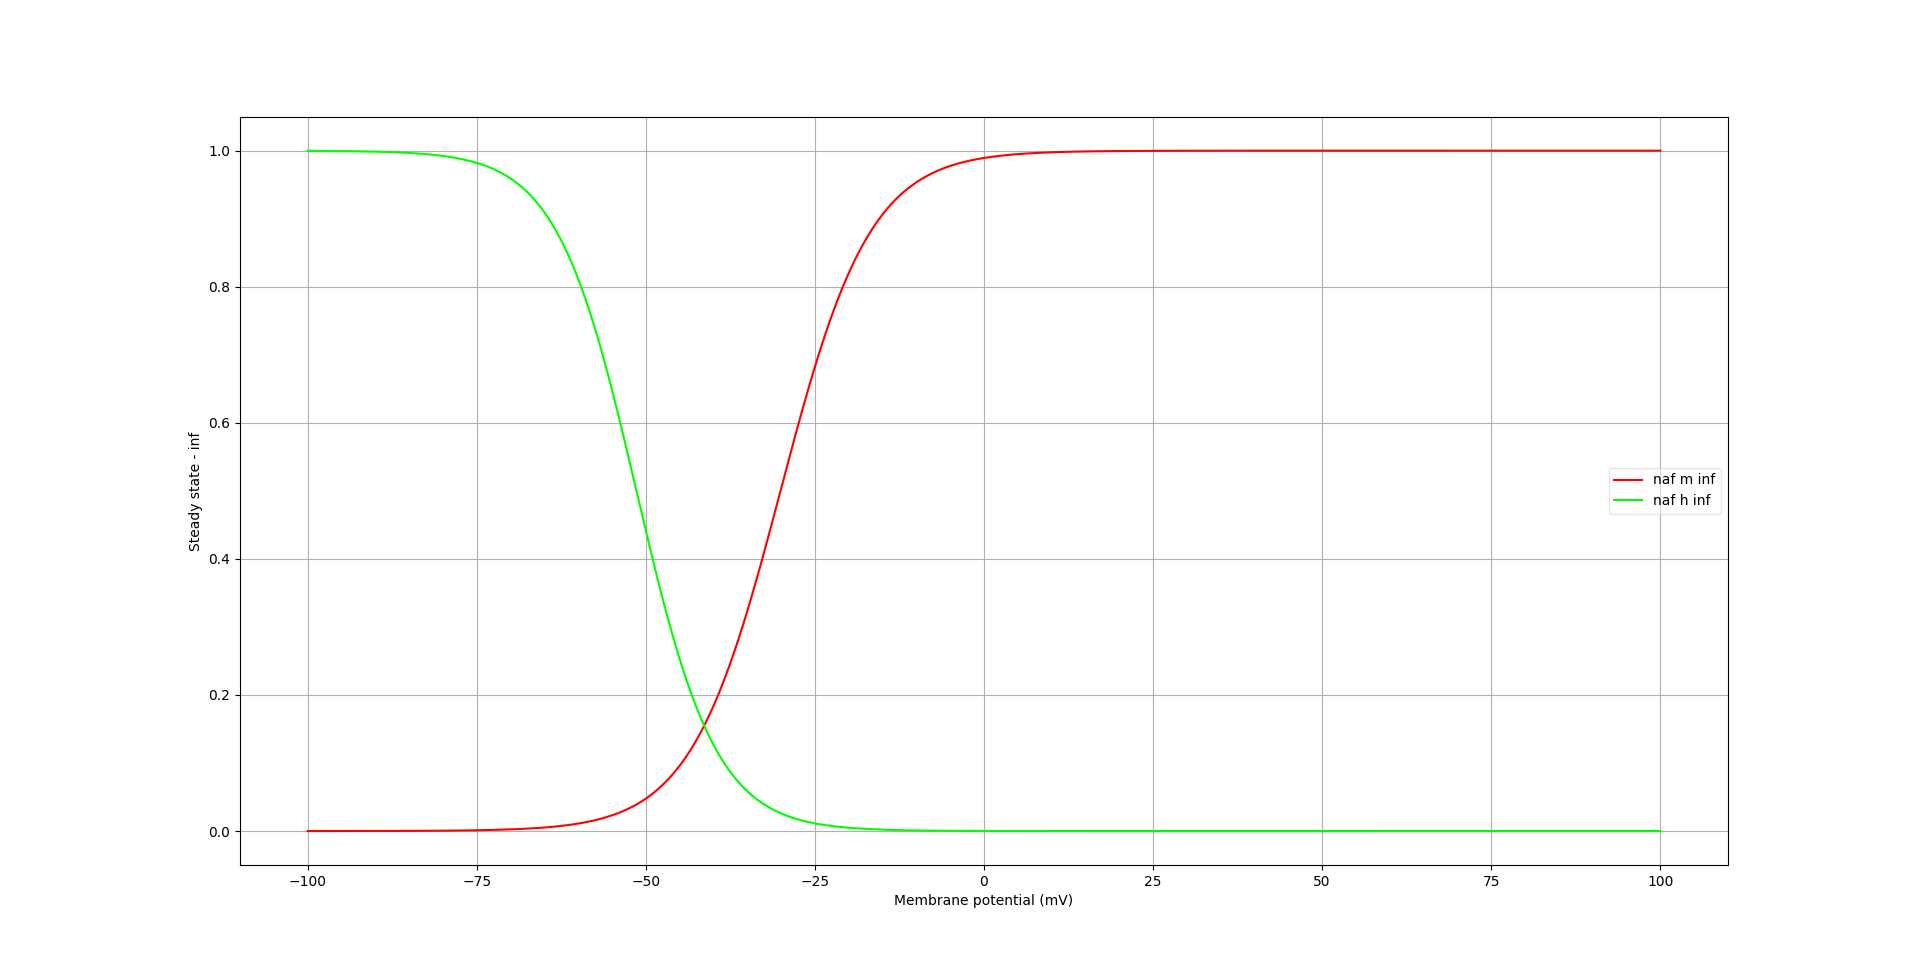 1.0
0.8
0.6
0.4
0.2
0.0
Steady state - inf
naf m inf
naf h inf
−100 −75 −50 −25 0 25 50 75 100
Membrane potential (mV)